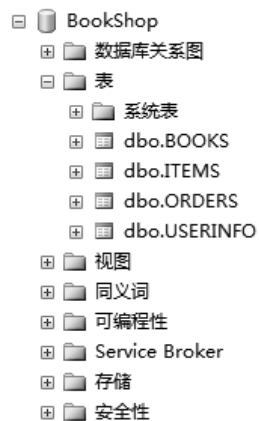 BookShop
数据库关系图
表
系统表
dbo.BOOKS
dbo.ITEMS
dbo.ORDERS
dbo.USERINFO
视图
同义词
可编程性
Service Broker
存储
安全性